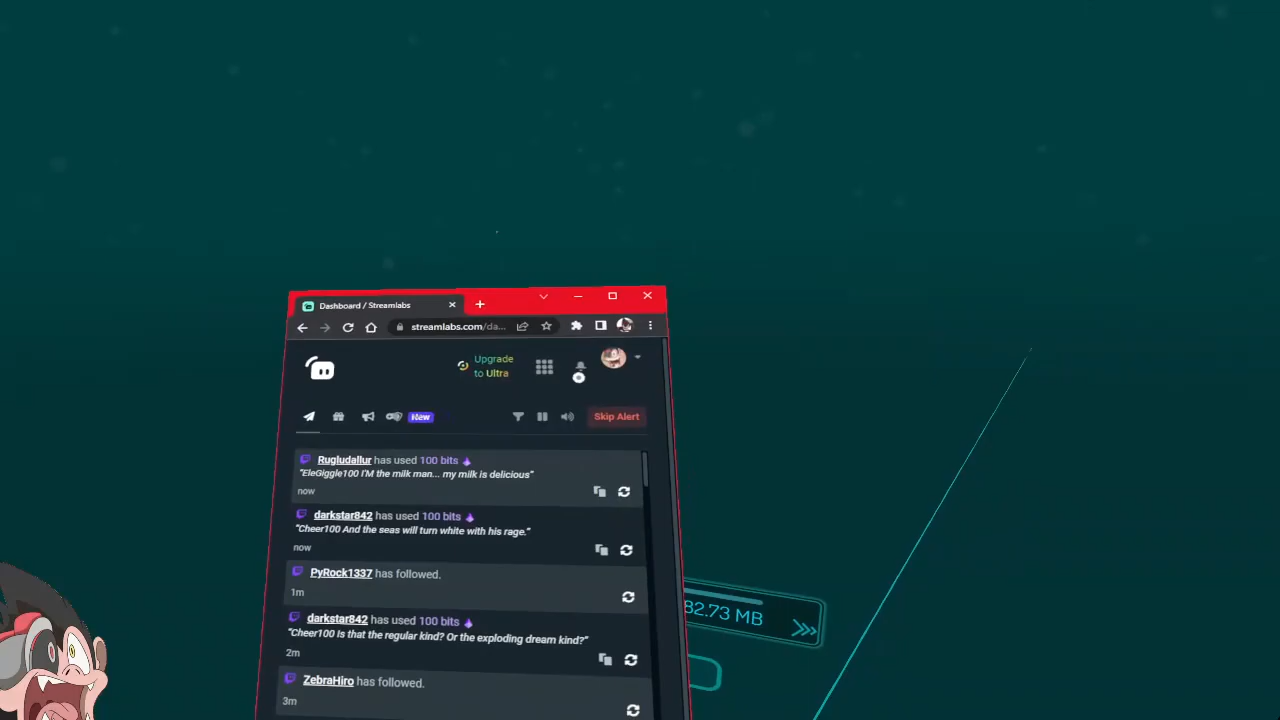 Dashboard / Streamlabs
streamlabs.com/da...
Upgrade
to Ultra
New
Skip Alert
Rugludallur has used 100 bits
"EleGiggle100 I'M the milk man... my milk is delicious"
now
darkstar842 has used 100 bits
"Cheer100 And the seas will turn white with his rage."
now
PyRock1337 has followed.
1m
82.73 MB
darkstar842 has used 100 bits
"Cheer100 Is that the regular kind? Or the exploding dream kind?"
2m
ZebraHiro has followed.
3m